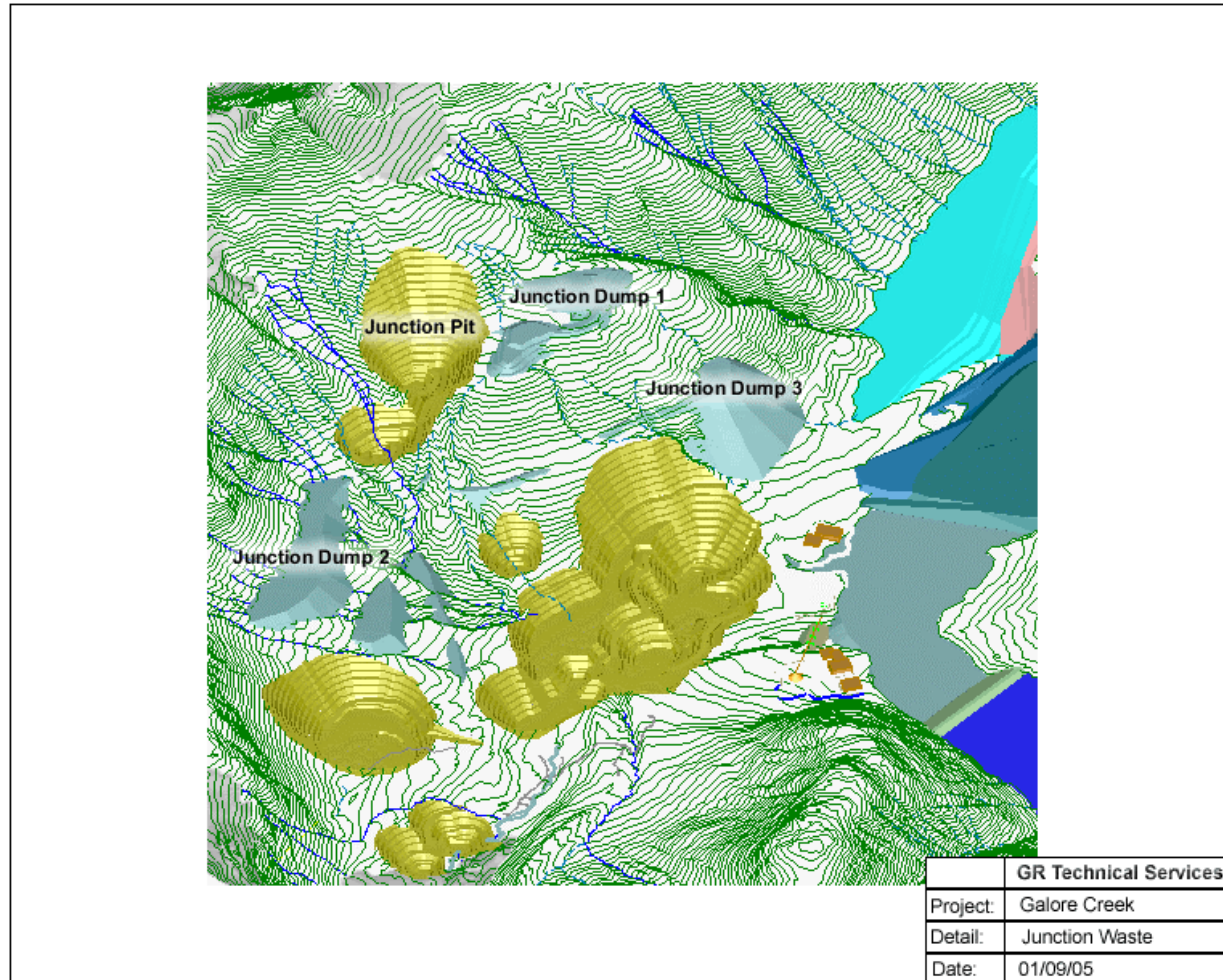 Junction Dump 1
Junction Pit
Junction Dump 3
Junction Dump 2
GR Technical Services
Project: Galore Creek
Detail: Junction Waste
Date: 01/09/05